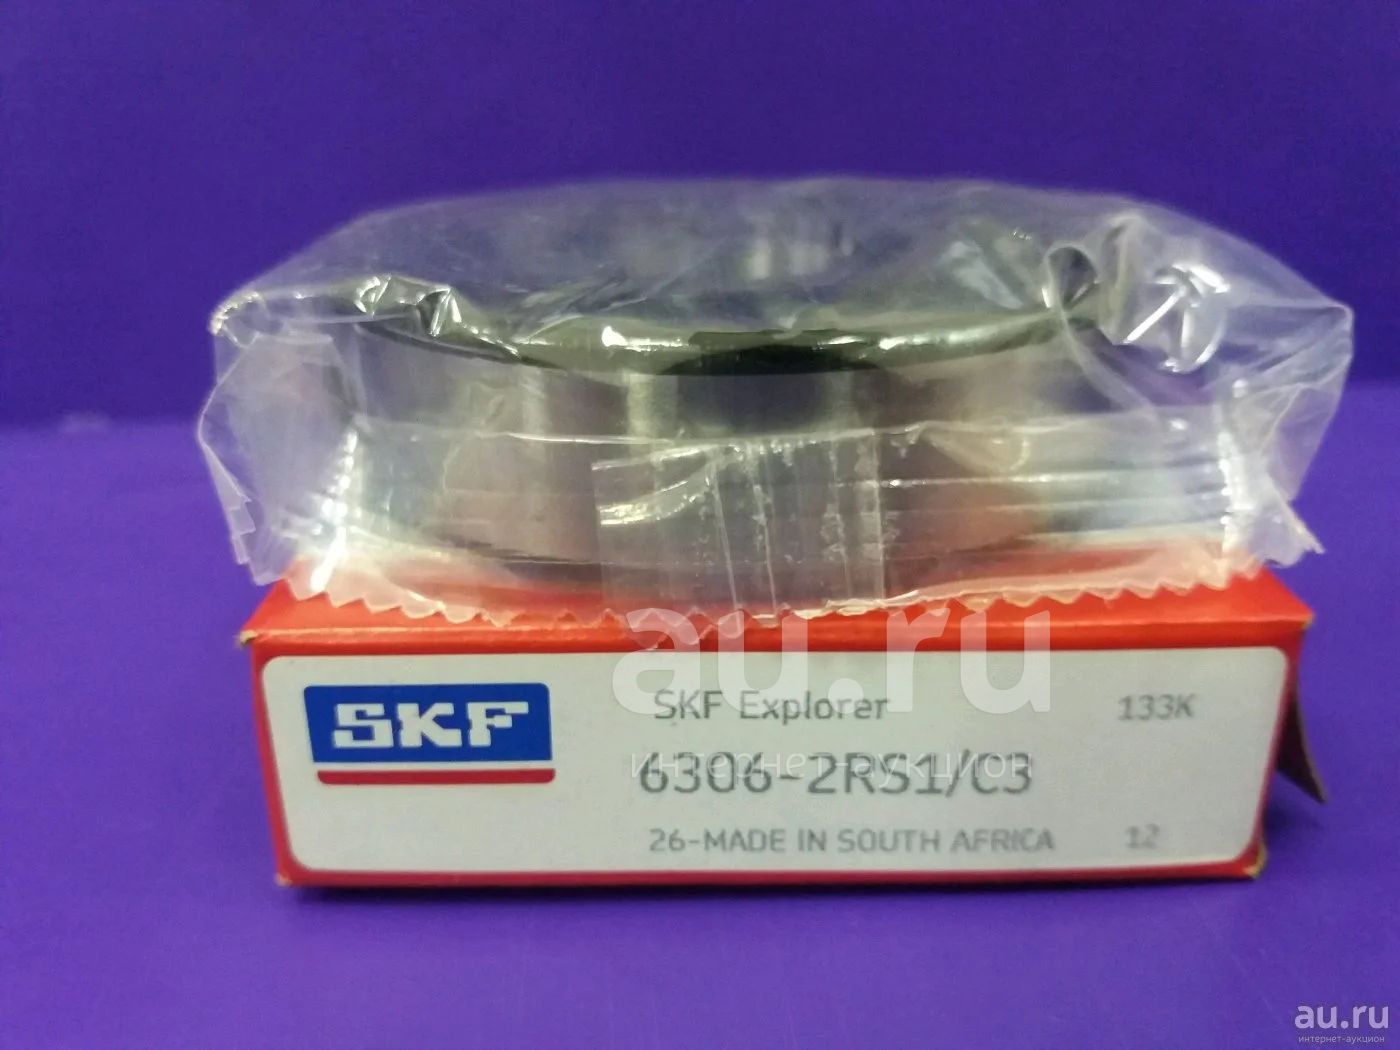 au.ru
SKF
SKF Explorer
133K
интернет-аукцион
6306-2RS1/C3
26-MADE IN SOUTH AFRICA
12
au.ru
интернет-аукцион